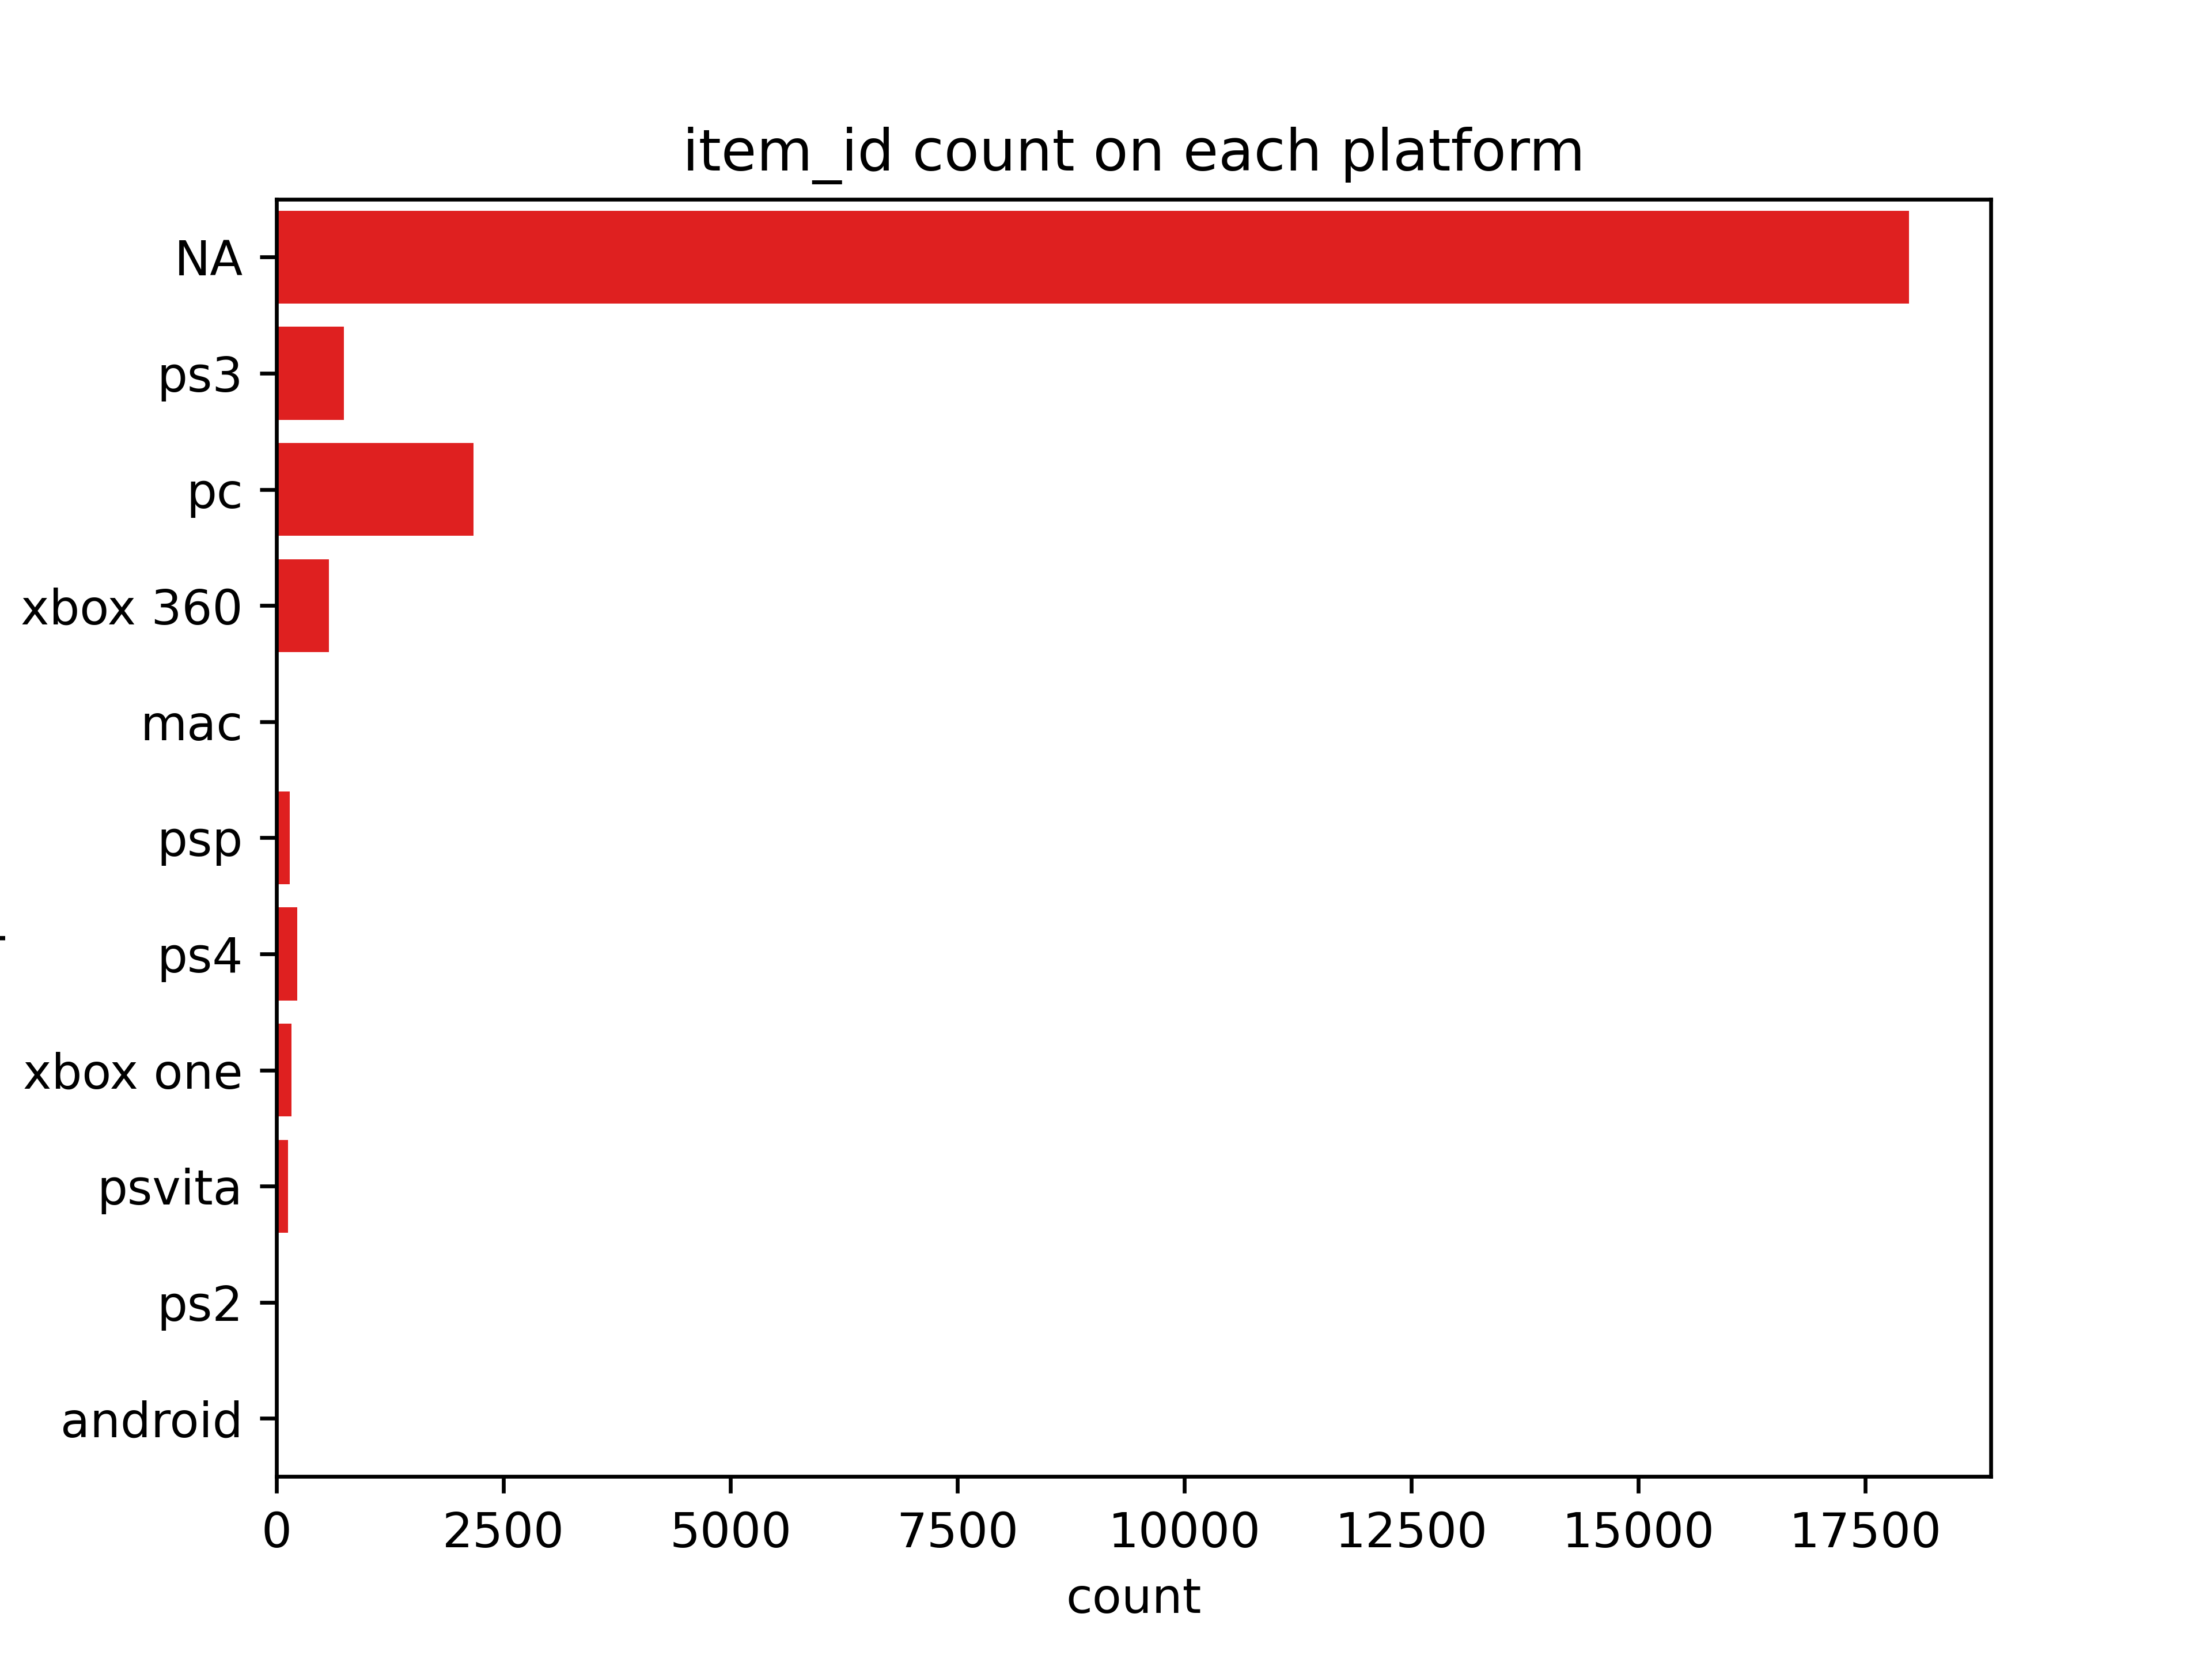 item_id count on each platform
NA
ps3
pc
xbox 360
mac
psp
ps4
xbox one
psvita
ps2
android
0 2500 5000 7500 10000 12500 15000 17500
count